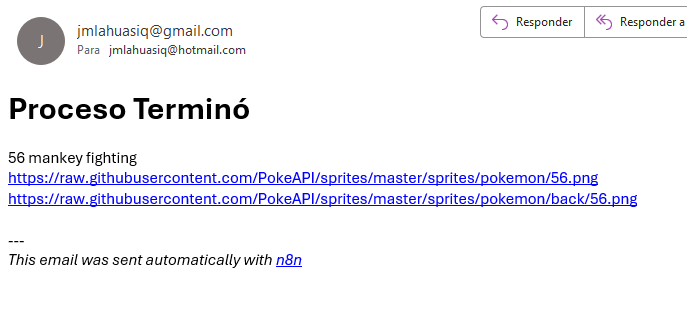 J
jmlahuasiq@gmail.com
Para jmlahuasiq@hotmail.com
Responder
Responder a
Proceso Terminó
56 mankey fighting
https://raw.githubusercontent.com/PokeAPI/sprites/master/sprites/pokemon/56.png
https://raw.githubusercontent.com/PokeAPI/sprites/master/sprites/pokemon/back/56.png
---
This email was sent automatically with n8n